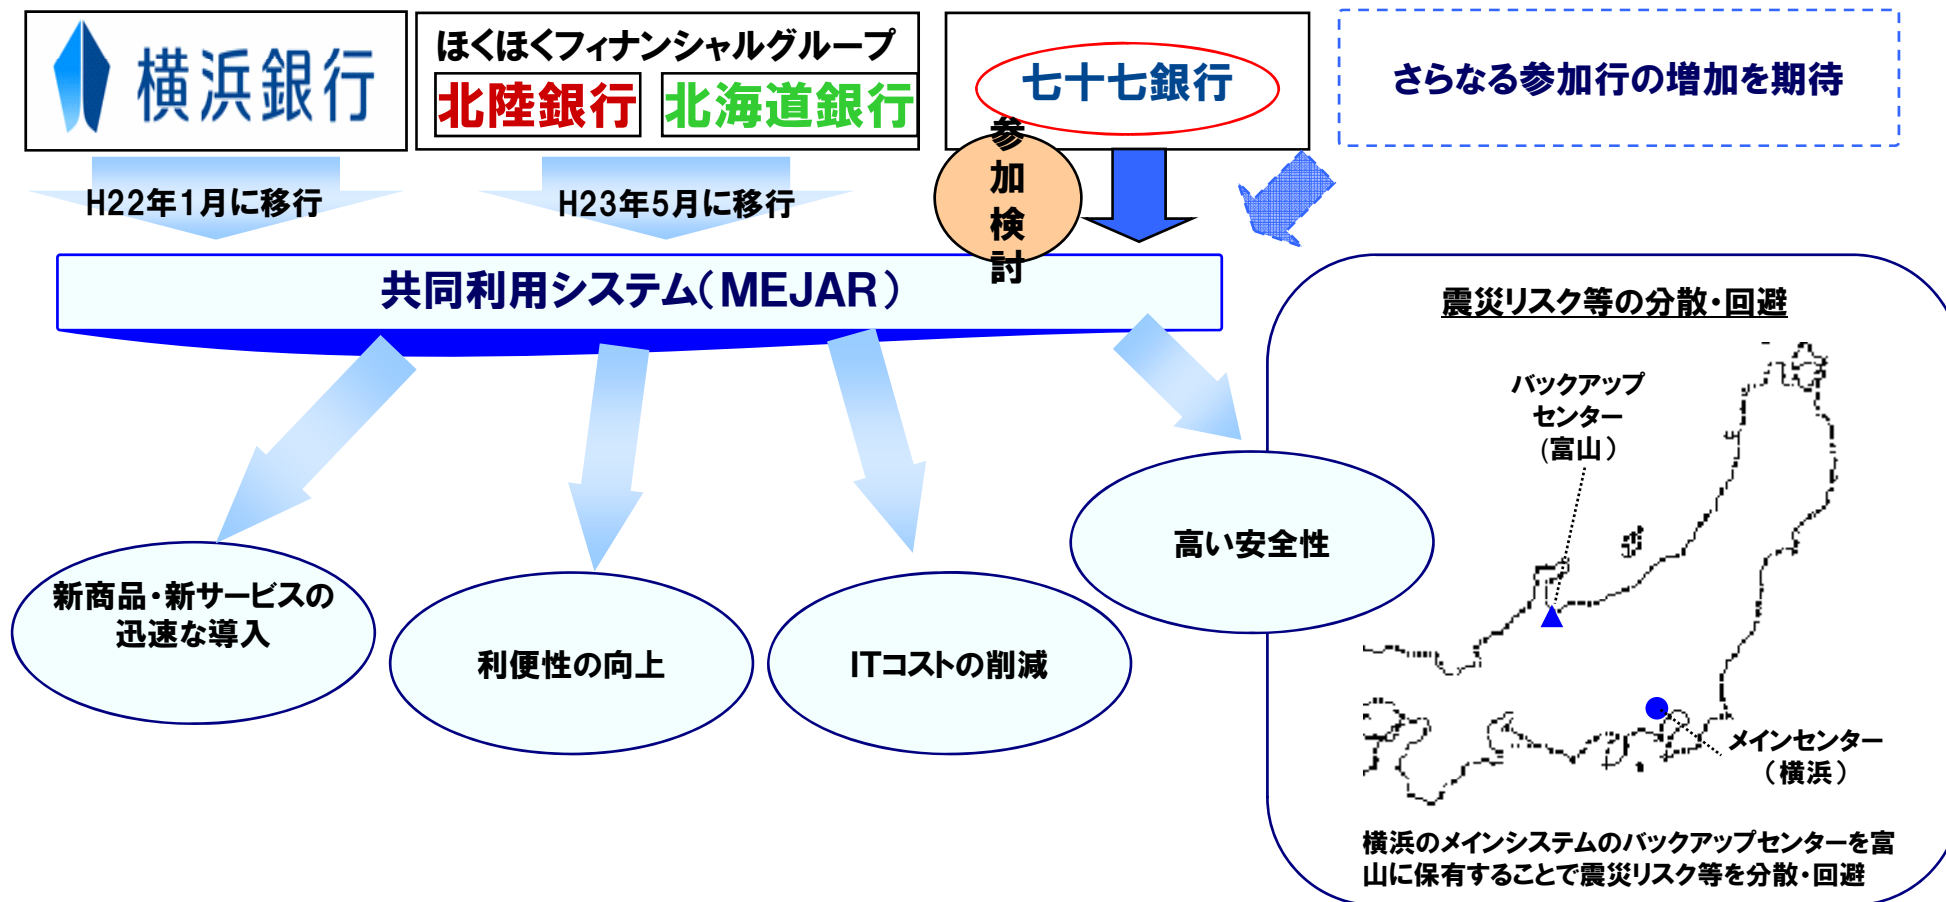 横浜銀行
ほくほくフィナンシャルグループ
北陸銀行
北海道銀行
七十七銀行
さらなる参加行の増加を期待
H22年1月に移行
H23年5月に移行
参
加
検
討
共同利用システム(MEJAR)
震災リスク等の分散・回避
バックアップ
センター
(富山)
高い安全性
新商品・新サービスの
迅速な導入
利便性の向上
ITコストの削減
メインセンター
(横浜)
横浜のメインシステムのバックアップセンターを富
山に保有することで震災リスク等を分散・回避